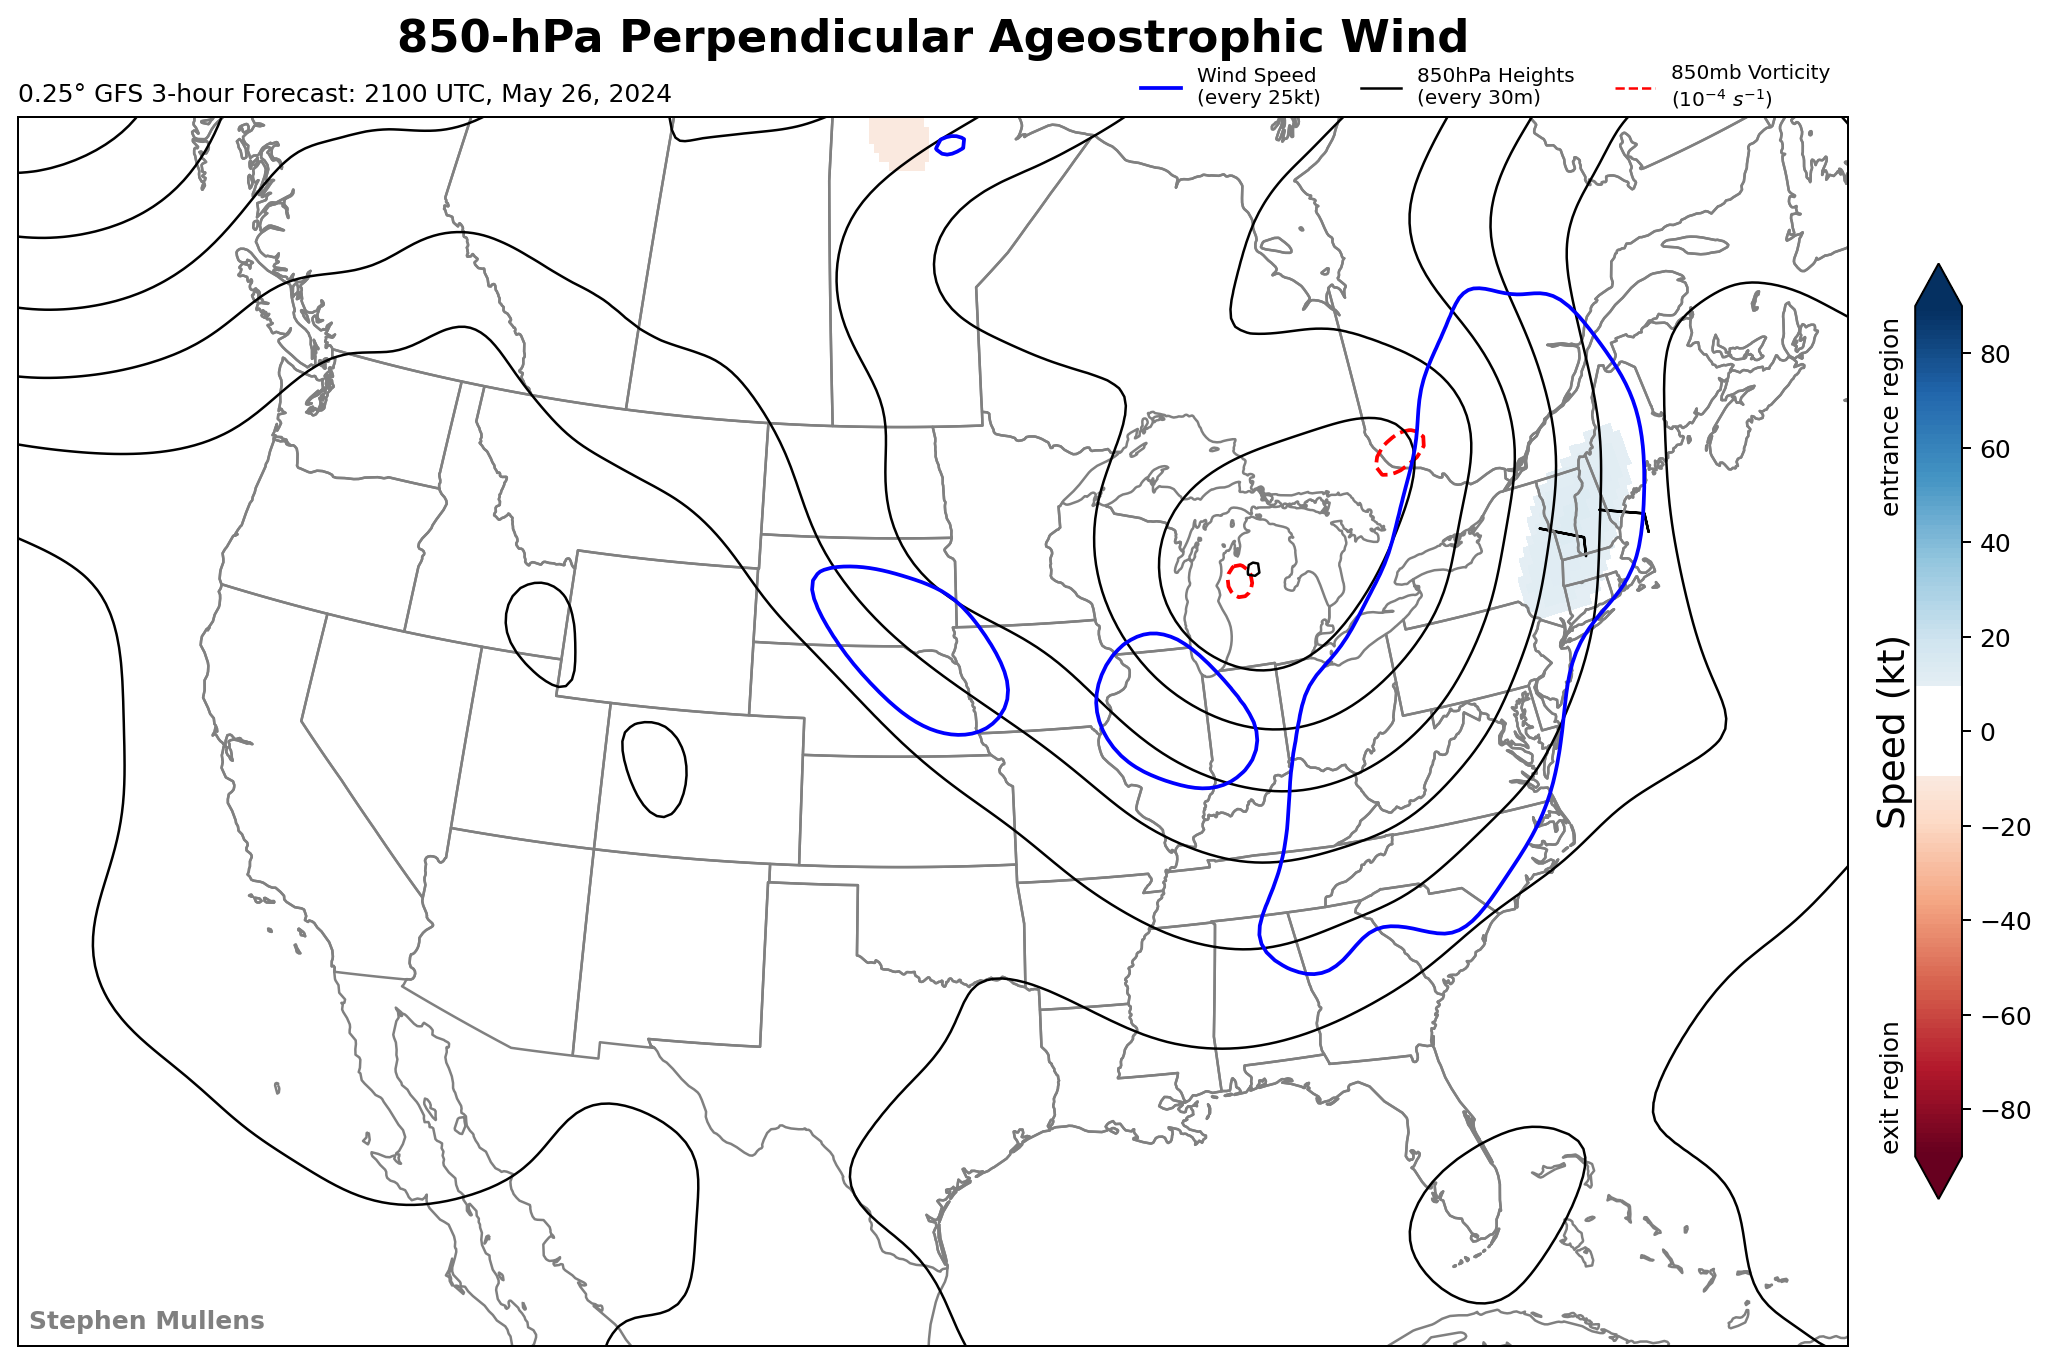 850-hPa Perpendicular Ageostrophic Wind
0.25° GFS 3-hour Forecast: 2100 UTC, May 26, 2024
Wind Speed
(every 25kt)
850hPa Heights
(every 30m)
850mb Vorticity
(10⁻⁴ s⁻¹)
entrance region
Speed (kt)
exit region
80
60
40
20
0
−20
−40
−60
−80
Stephen Mullens